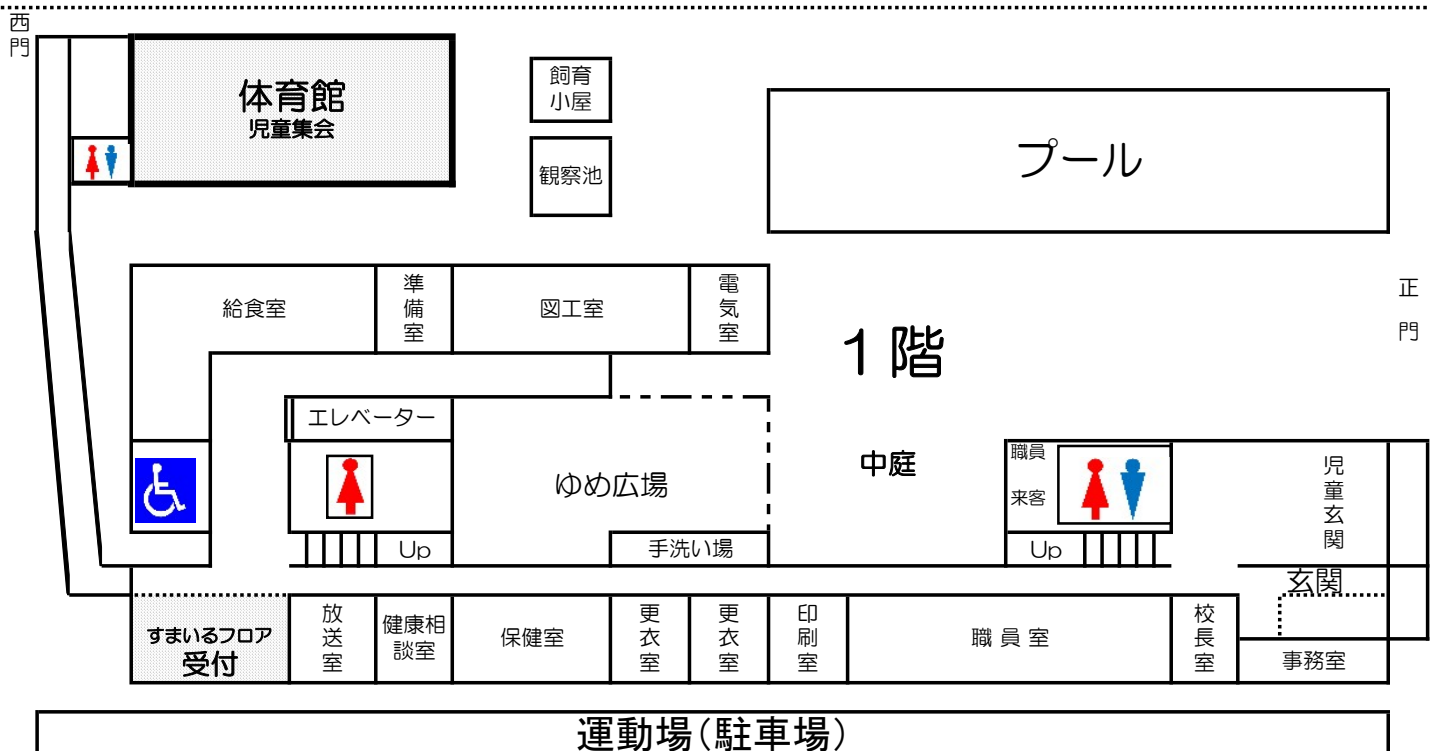 西門
体育館
児童集会
飼育
小屋
観察池
プール
給食室
準備室
図工室
電気室
1階
正門
エレベーター
ゆめ広場
中庭
職員
来客
児童玄関
Up
手洗い場
Up
玄関
すまいるフロア
受付
放送室
健康相
談室
保健室
更衣室
更衣室
印刷室
職員室
校長室
事務室
運動場(駐車場)